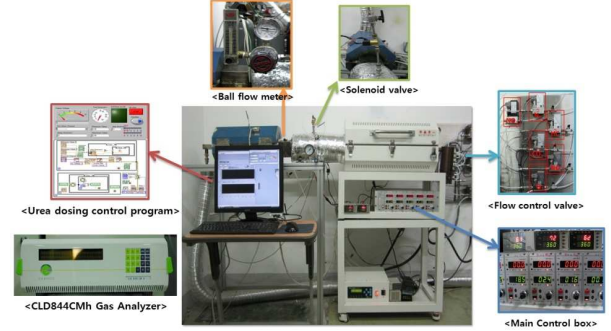 <Ball flow meter>
<Solenoid valve>
<Urea dosing control program>
<Flow control valve>
<CLD844CMh Gas Analyzer>
<Main Control box>